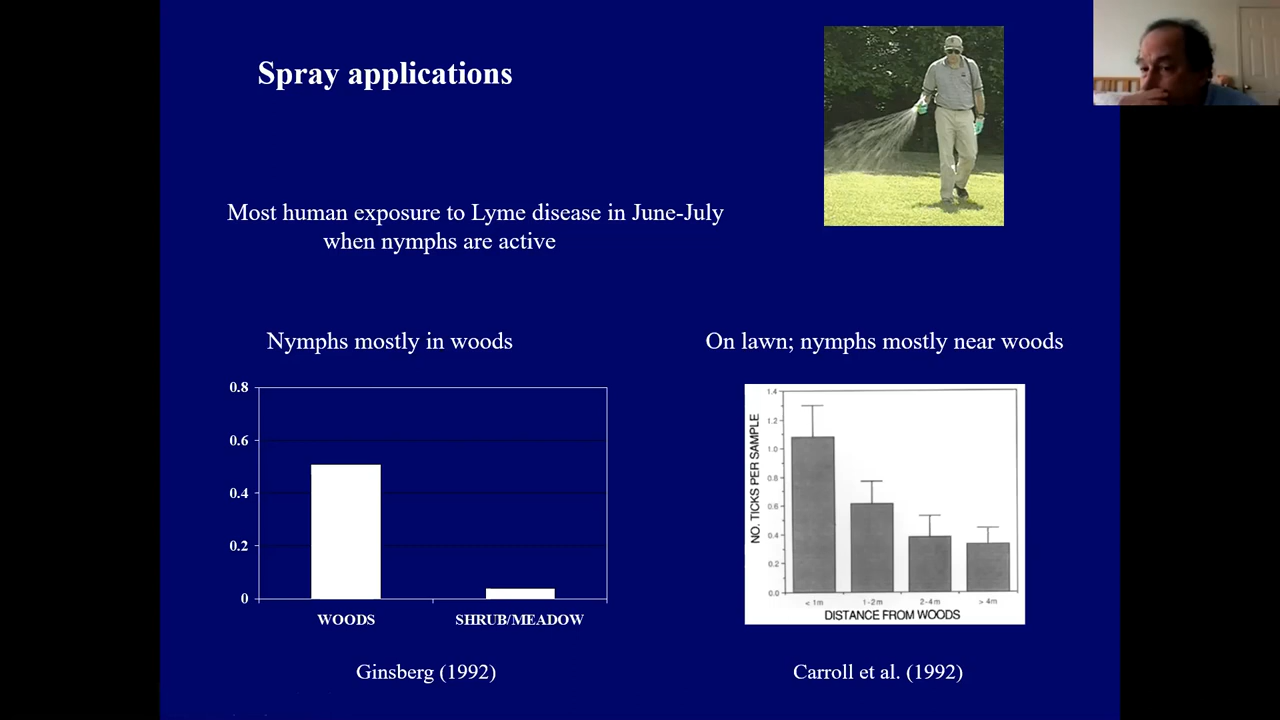 Spray applications
Most human exposure to Lyme disease in June-July
when nymphs are active
Nymphs mostly in woods
On lawn; nymphs mostly near woods
0.8
0.6
0.4
0.2
0
WOODS
SHRUB/MEADOW
NO. TICKS PER SAMPLE
1.4
1.2
1.0
0.8
0.6
0.4
0.2
0.0
< 1m
1-2m
2-4m
> 4m
DISTANCE FROM WOODS
Ginsberg (1992)
Carroll et al. (1992)